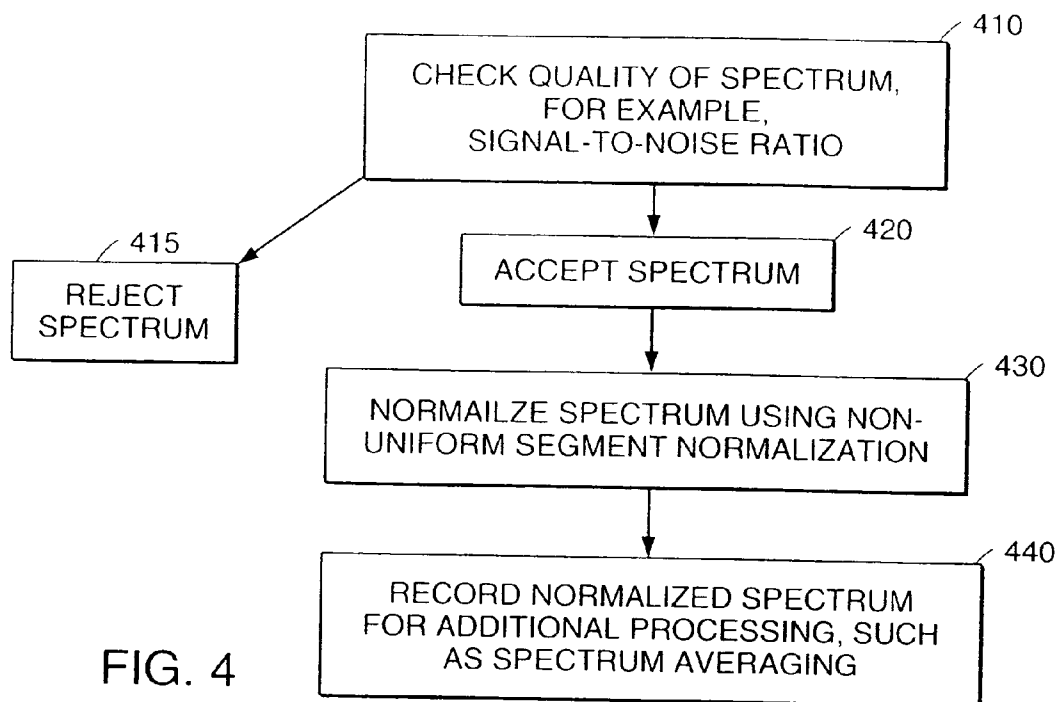 410
CHECK QUALITY OF SPECTRUM,
FOR EXAMPLE,
SIGNAL-TO-NOISE RATIO
415
REJECT
SPECTRUM
420
ACCEPT SPECTRUM
430
NORMAILZE SPECTRUM USING NON-
UNIFORM SEGMENT NORMALIZATION
440
RECORD NORMALIZED SPECTRUM
FOR ADDITIONAL PROCESSING, SUCH
AS SPECTRUM AVERAGING
FIG. 4